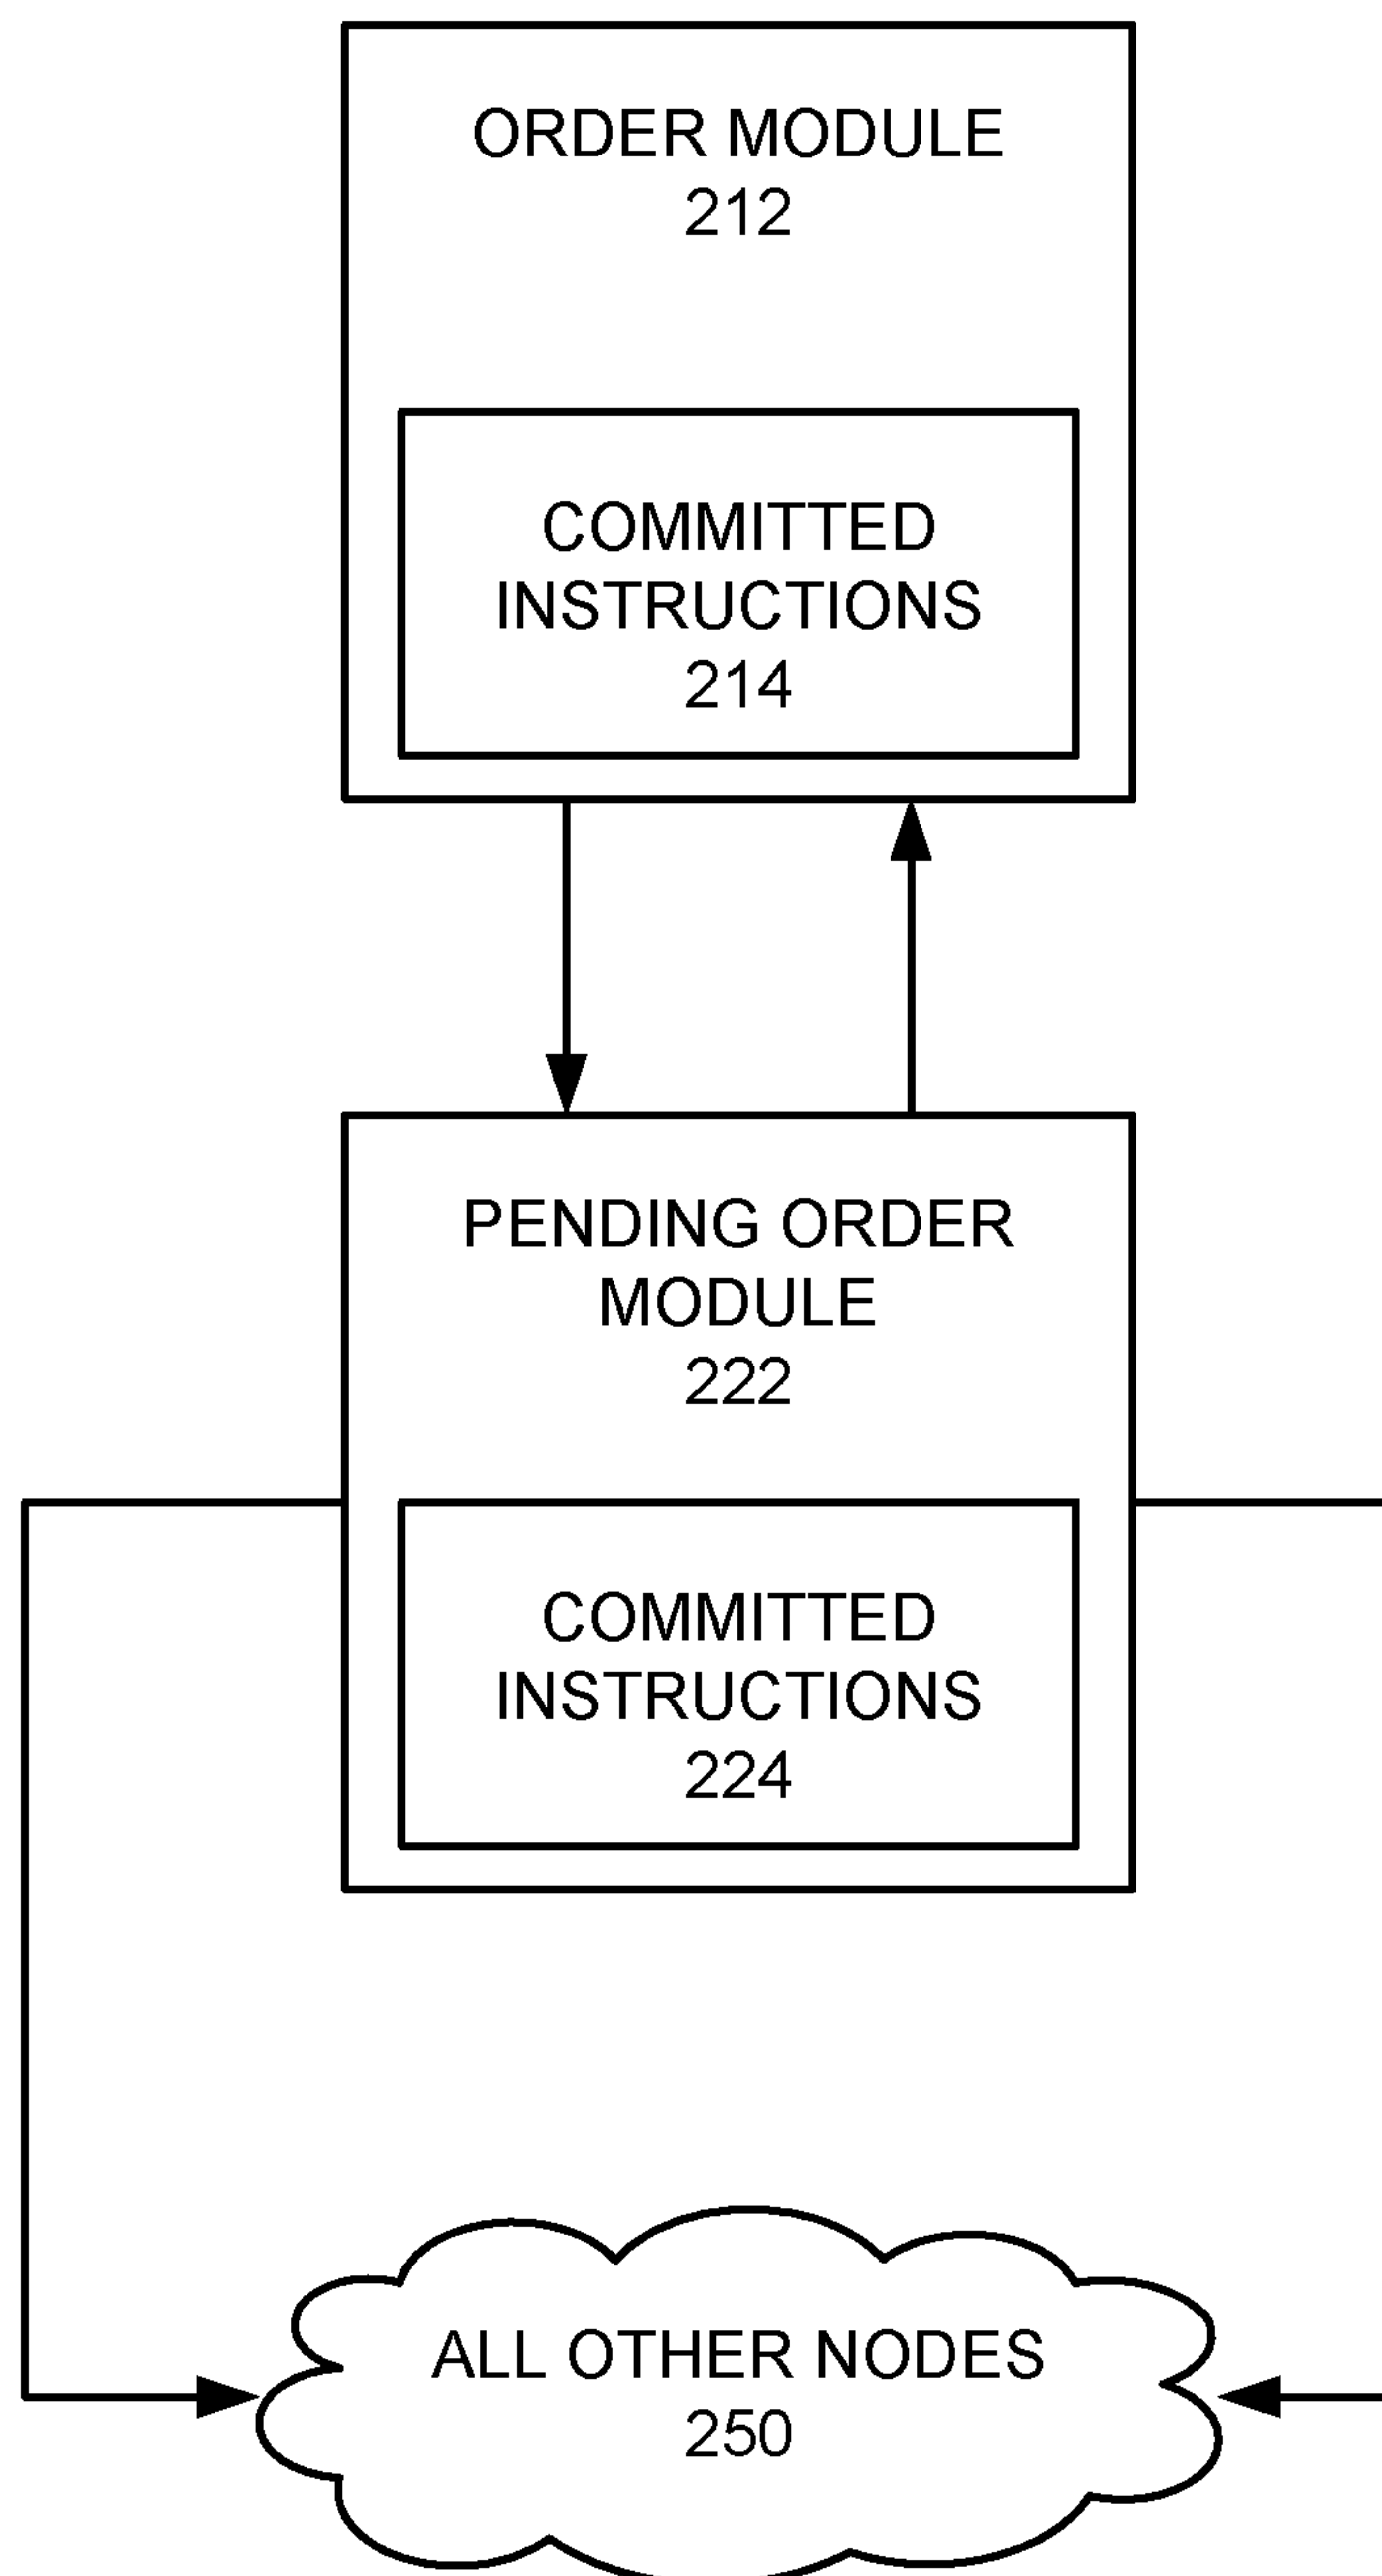 ORDER MODULE
212
COMMITTED
INSTRUCTIONS
214
PENDING ORDER
MODULE
222
COMMITTED
INSTRUCTIONS
224
ALL OTHER NODES
250